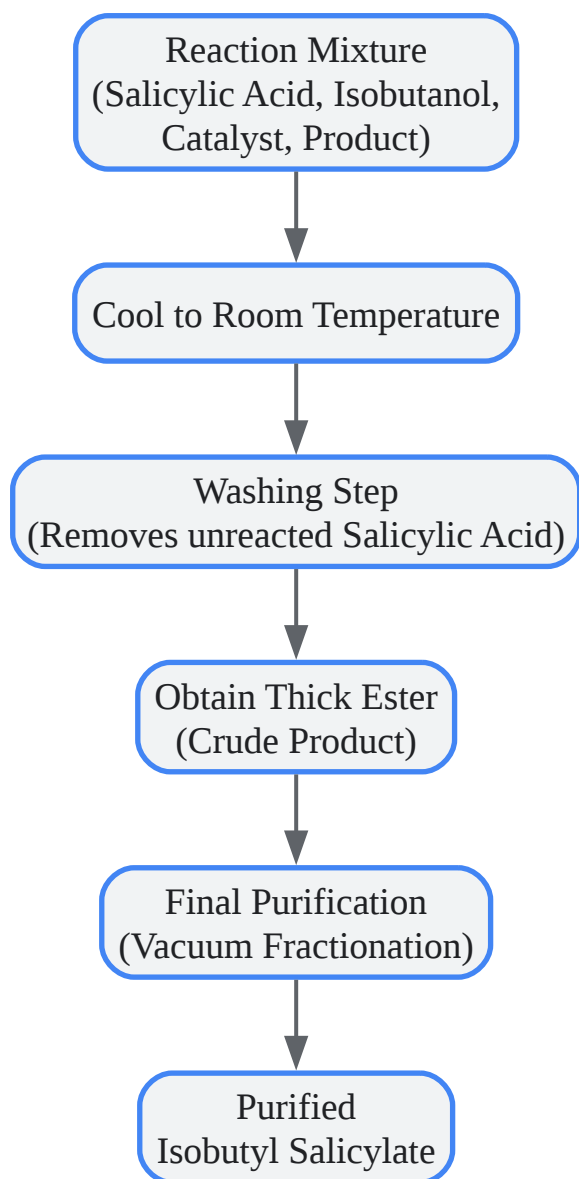 Reaction Mixture
(Salicylic Acid, Isobutanol,
Catalyst, Product)
Cool to Room Temperature
Washing Step
(Removes unreacted Salicylic Acid)
Obtain Thick Ester
(Crude Product)
Final Purification
(Vacuum Fractionation)
Purified
Isobutyl Salicylate